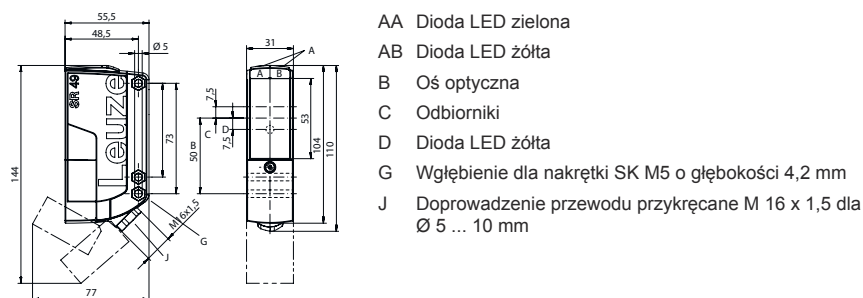 55,5
48,5
Ø 5
31
A
A B
SR 49
Leuze
7,5
C
D
7,5
B
50
73
53
104
110
144
M16x1,5
G
J
77
AA Dioda LED zielona
AB Dioda LED żółta
B Oś optyczna
C Odbiorniki
D Dioda LED żółta
G Wgłębienie dla nakrętki SK M5 o głębokości 4,2 mm
J Doprowadzenie przewodu przykręcane M 16 x 1,5 dla
Ø 5 ... 10 mm